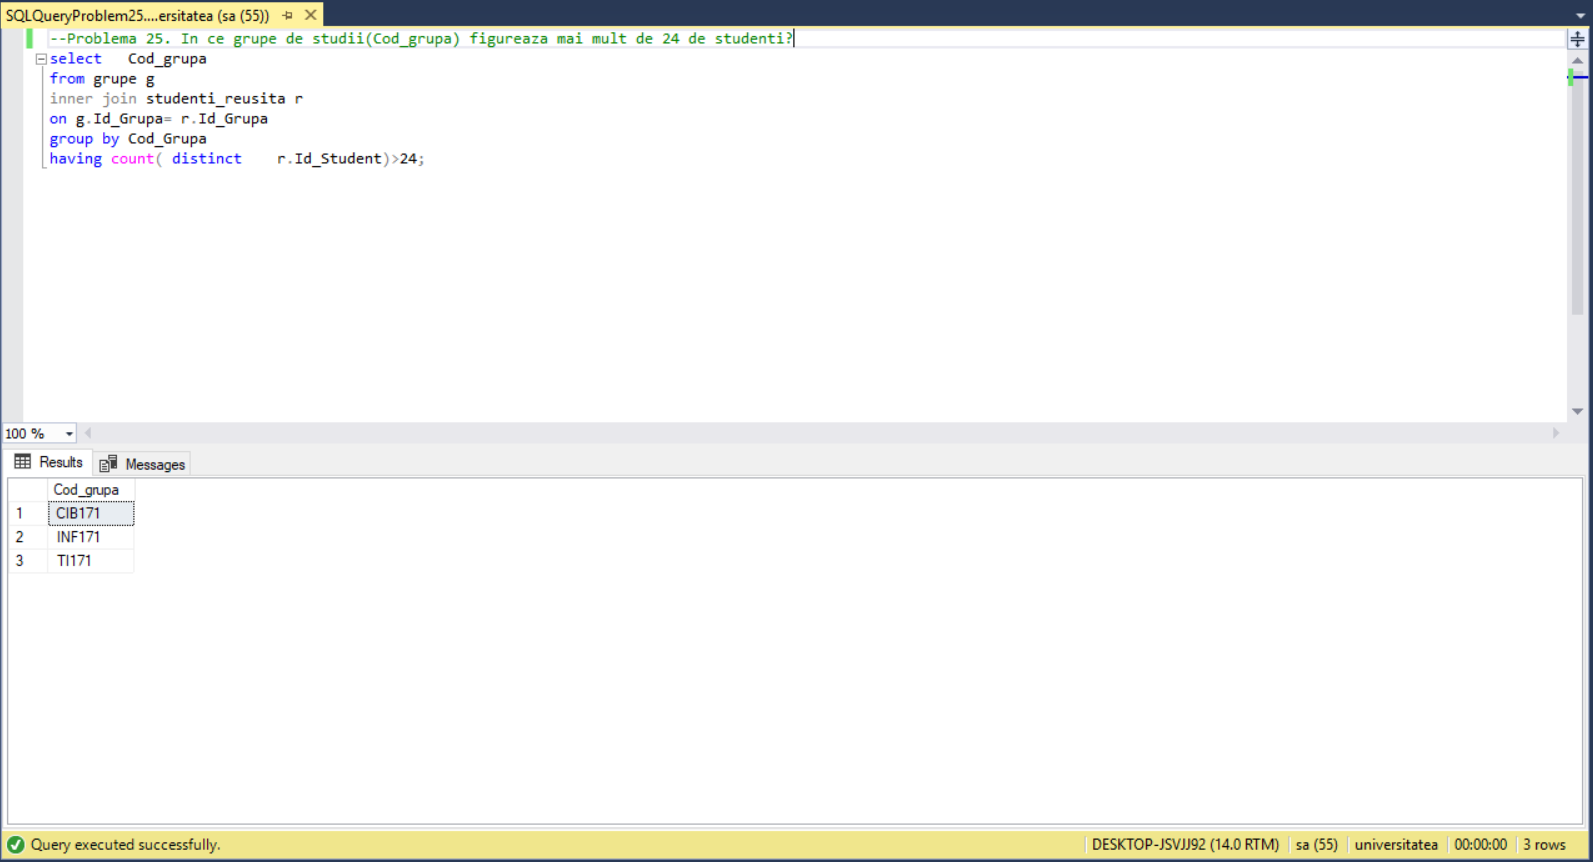 SQLQueryProblem25....ersitatea (sa (55))
--Problema 25. In ce grupe de studii(Cod_grupa) figureaza mai mult de 24 de studenti?
select   Cod_grupa
from grupe g
inner join studenti_reusita r
on g.Id_Grupa= r.Id_Grupa
group by Cod_Grupa
having count( distinct    r.Id_Student)>24;
100 %
Results Messages
Cod_grupa
1 CIB171
2 INF171
3 TI171
Query executed successfully. DESKTOP-JSVJJ92 (14.0 RTM) sa (55) universitatea 00:00:00 3 rows